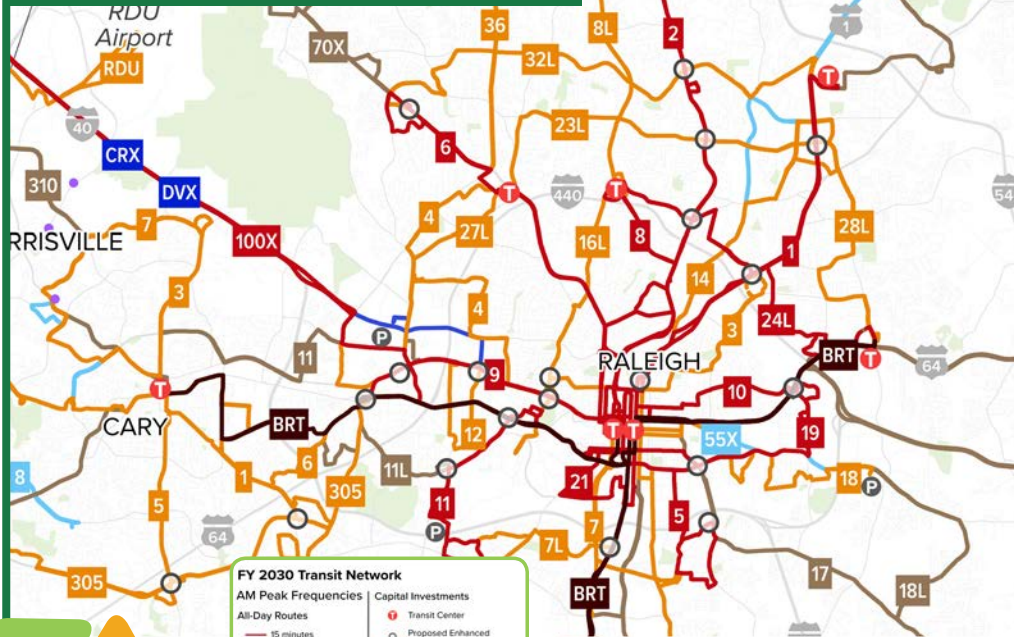 RDU
Airport
36
8L
2
1
70X
32L
RDU
40
23L
CRX
6
310
DVX
440
54
4
7
27L
8
28L
RRISVILLE
100X
16L
1
14
3
4
24L
3
P
11
RALEIGH
BRT
T
64
9
10
CARY
BRT
12
55X
19
8
6
11L
1
305
21
18
P
5
11
5
64
P
7
7L
17
305
BRT
18L
FY 2030 Transit Network
AM Peak Frequencies
Capital Investments
All-Day Routes
T Transit Center
15 minutes
Proposed Enhanced